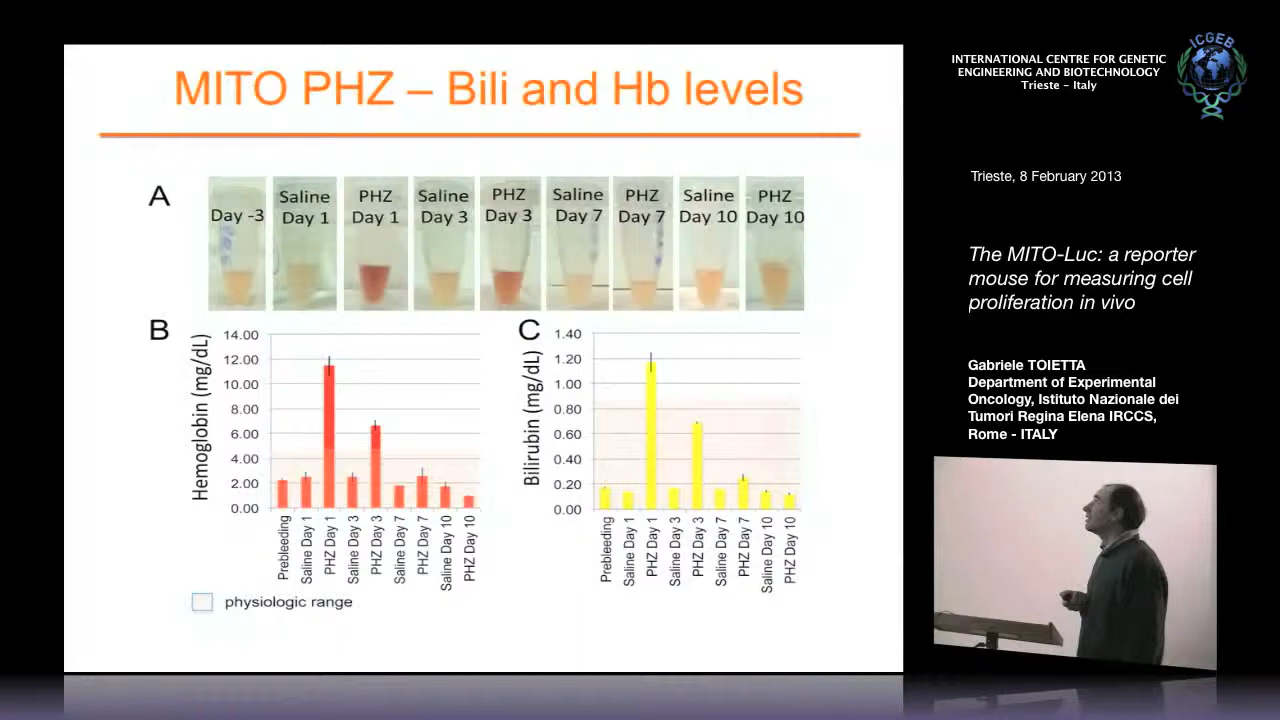 MITO PHZ – Bili and Hb levels
A
Day -3
Saline
Day 1
PHZ
Day 1
Saline
Day 3
PHZ
Day 3
Saline
Day 7
PHZ
Day 7
Saline
Day 10
PHZ
Day 10
B
Hemoglobin (mg/dL)
14.00
12.00
10.00
8.00
6.00
4.00
2.00
0.00
Prebleeding
Saline Day 1
PHZ Day 1
Saline Day 3
PHZ Day 3
Saline Day 7
PHZ Day 7
Saline Day 10
PHZ Day 10
C
Bilirubin (mg/dL)
1.40
1.20
1.00
0.80
0.60
0.40
0.20
0.00
Prebleeding
Saline Day 1
PHZ Day 1
Saline Day 3
PHZ Day 3
Saline Day 7
PHZ Day 7
Saline Day 10
PHZ Day 10
physiologic range
INTERNATIONAL CENTRE FOR GENETIC
ENGINEERING AND BIOTECHNOLOGY
Trieste - Italy
ICGEB
Trieste, 8 February 2013
The MITO-Luc: a reporter
mouse for measuring cell
proliferation in vivo
Gabriele TOIETTA
Department of Experimental
Oncology, Istituto Nazionale dei
Tumori Regina Elena IRCCS,
Rome - ITALY